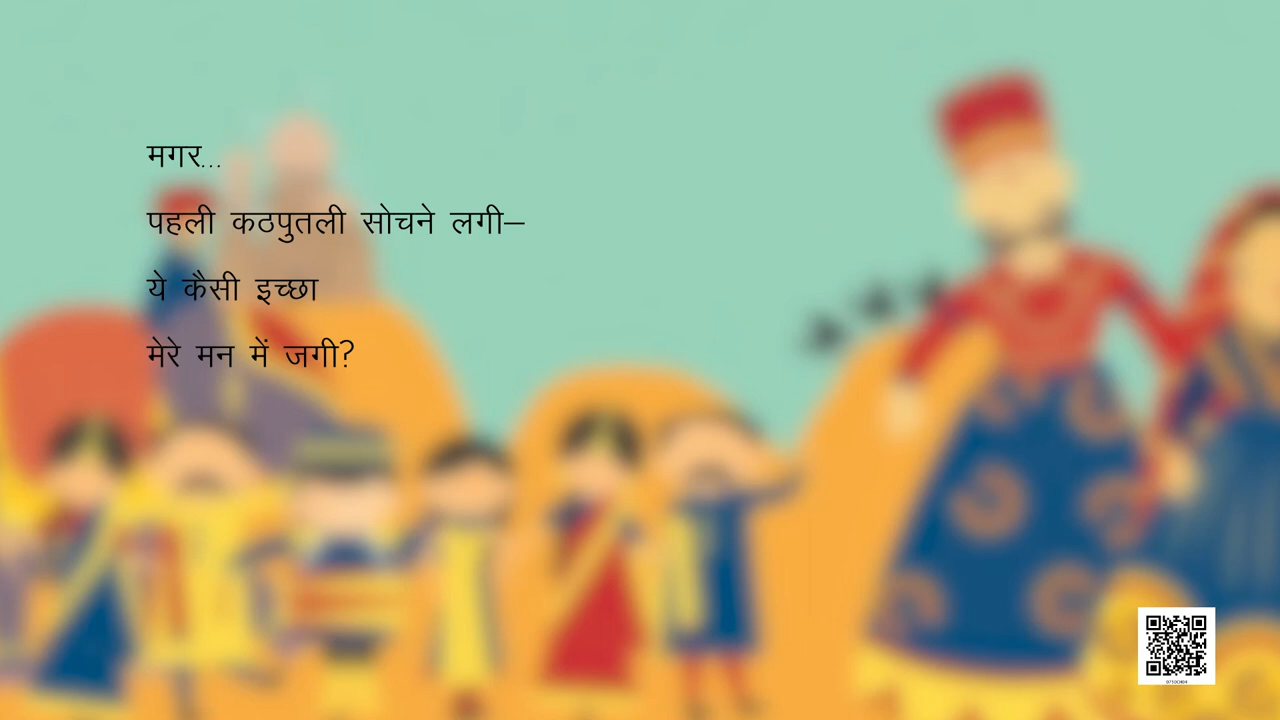 मगर...
पहली कठपुतली सोचने लगी–
ये कैसी इच्छा
मेरे मन में जगी?